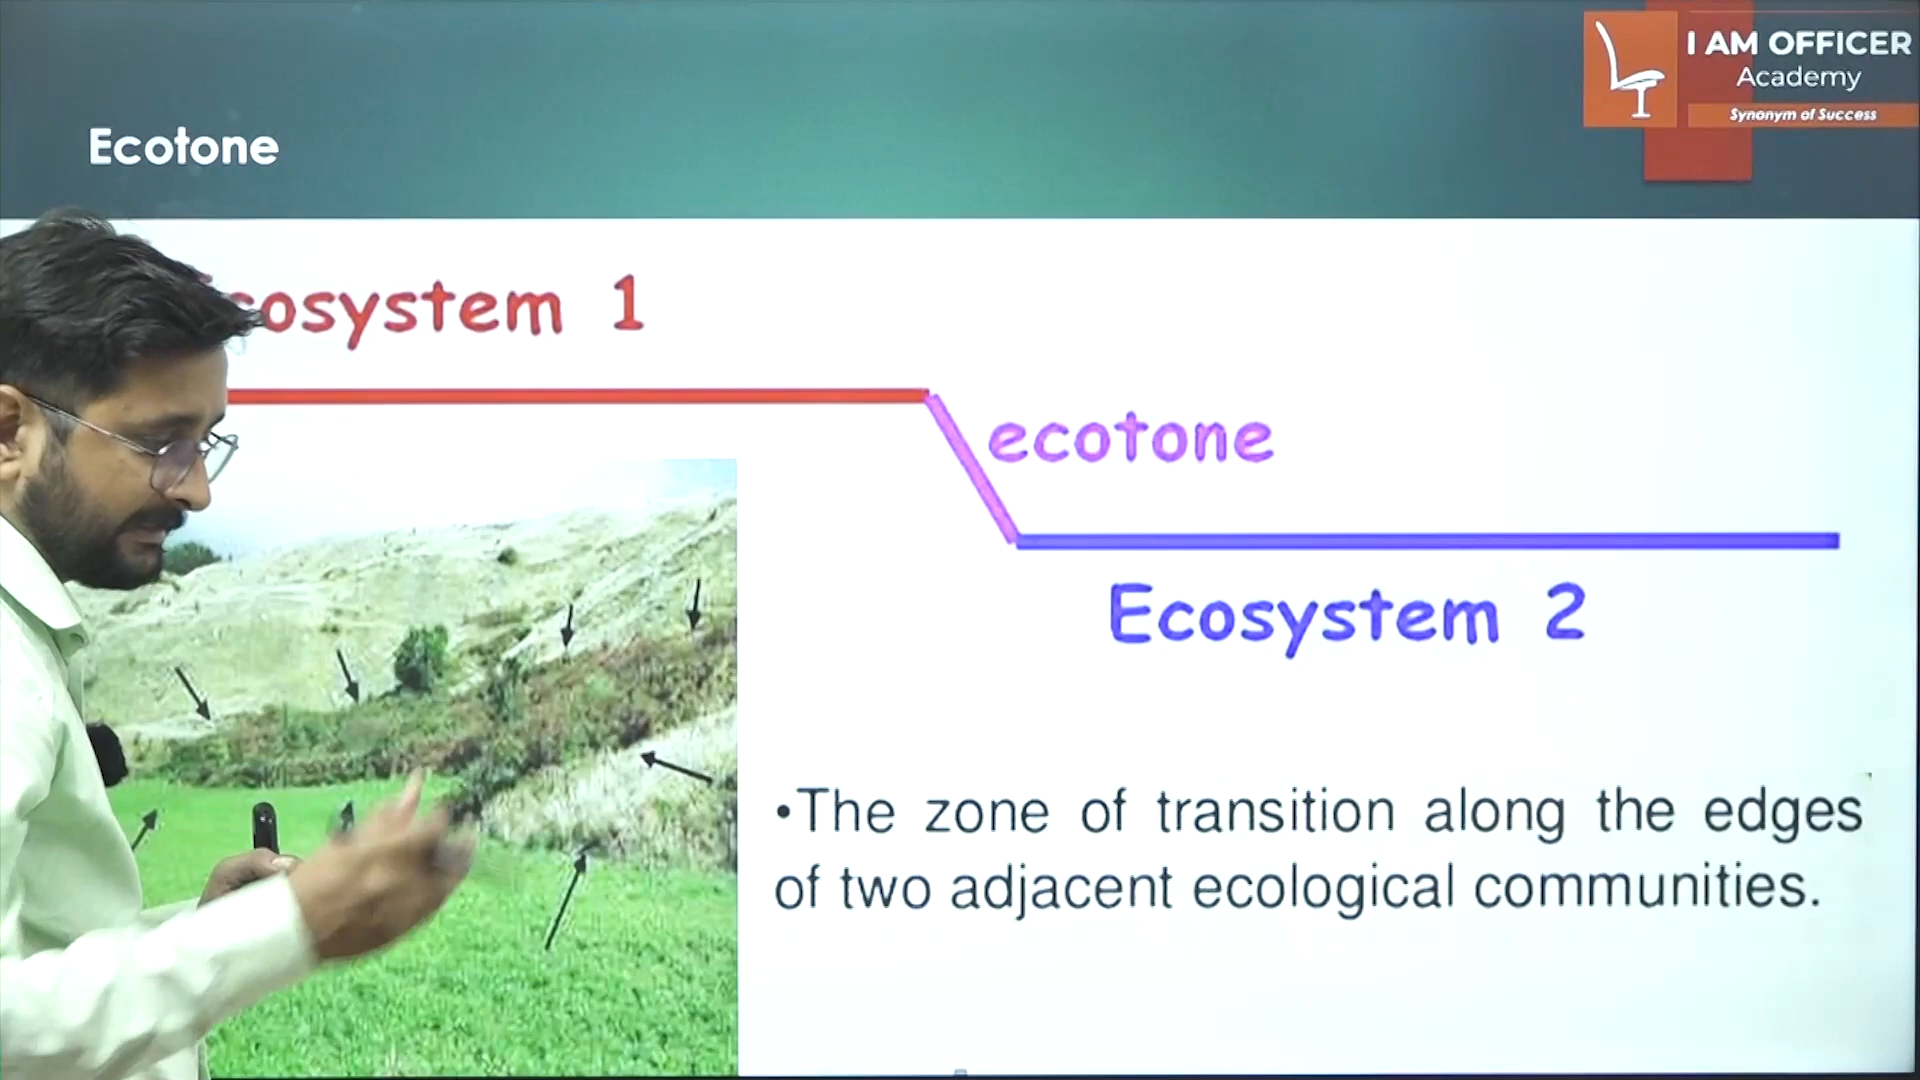 I AM OFFICER
Academy
Synonym of Success
Ecotone
cosystem 1
ecotone
Ecosystem 2
•The zone of transition along the edges
of two adjacent ecological communities.